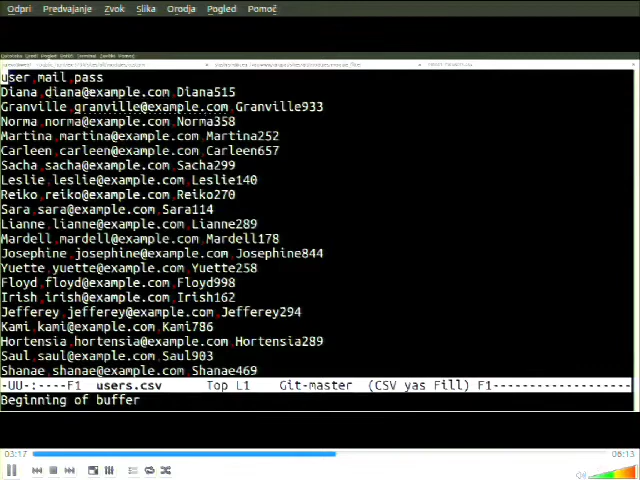 Odpri Predvajanje Zvok Slika Orodja Pogled Pomoč
user,mail,pass
Diana,diana@example.com,Diana515
Granville,granville@example.com,Granville933
Norma,norma@example.com,Norma358
Martina,martina@example.com,Martina252
Carleen,carleen@example.com,Carleen657
Sacha,sacha@example.com,Sacha299
Leslie,leslie@example.com,Leslie140
Reiko,reiko@example.com,Reiko270
Sara,sara@example.com,Sara114
Lianne,lianne@example.com,Lianne289
Mardell,mardell@example.com,Mardell178
Josephine,josephine@example.com,Josephine844
Yuette,yuette@example.com,Yuette258
Floyd,floyd@example.com,Floyd998
Irish,irish@example.com,Irish162
Jefferey,jefferey@example.com,Jefferey294
Kami,kami@example.com,Kami786
Hortensia,hortensia@example.com,Hortensia289
Saul,saul@example.com,Saul903
Shanae,shanae@example.com,Shanae469
-UU-:----F1 users.csv Top L1 Git-master (CSV yas Fill) F1-------------------
Beginning of buffer
03:17 06:13